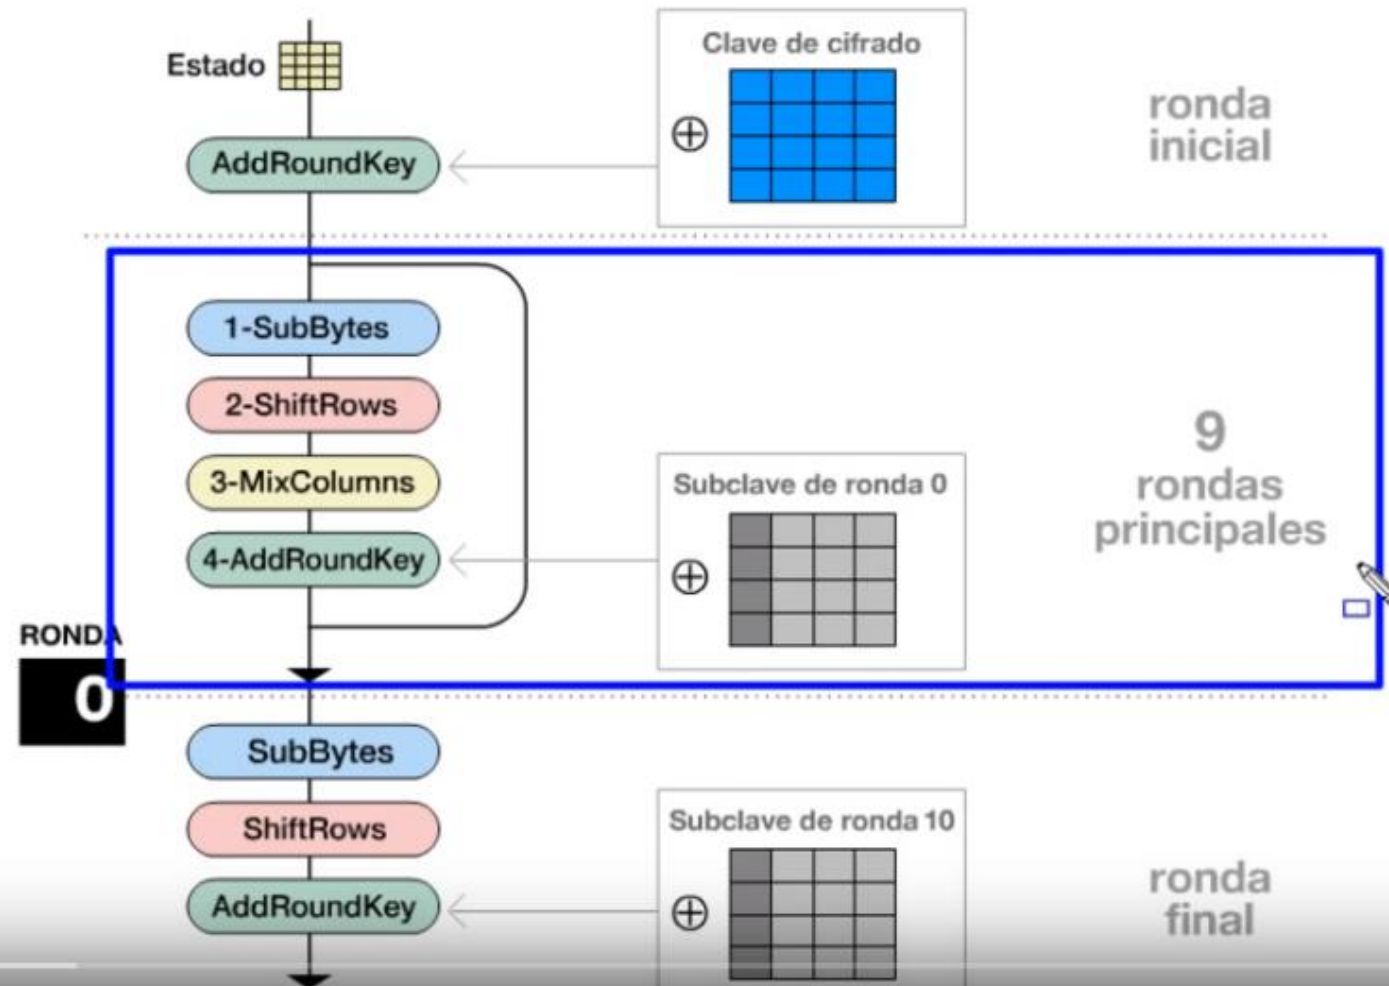 Estado
Clave de cifrado
AddRoundKey
ronda
inicial
1-SubBytes
2-ShiftRows
3-MixColumns
4-AddRoundKey
Subclave de ronda 0
9
rondas
principales
RONDA
0
SubBytes
ShiftRows
AddRoundKey
Subclave de ronda 10
ronda
final